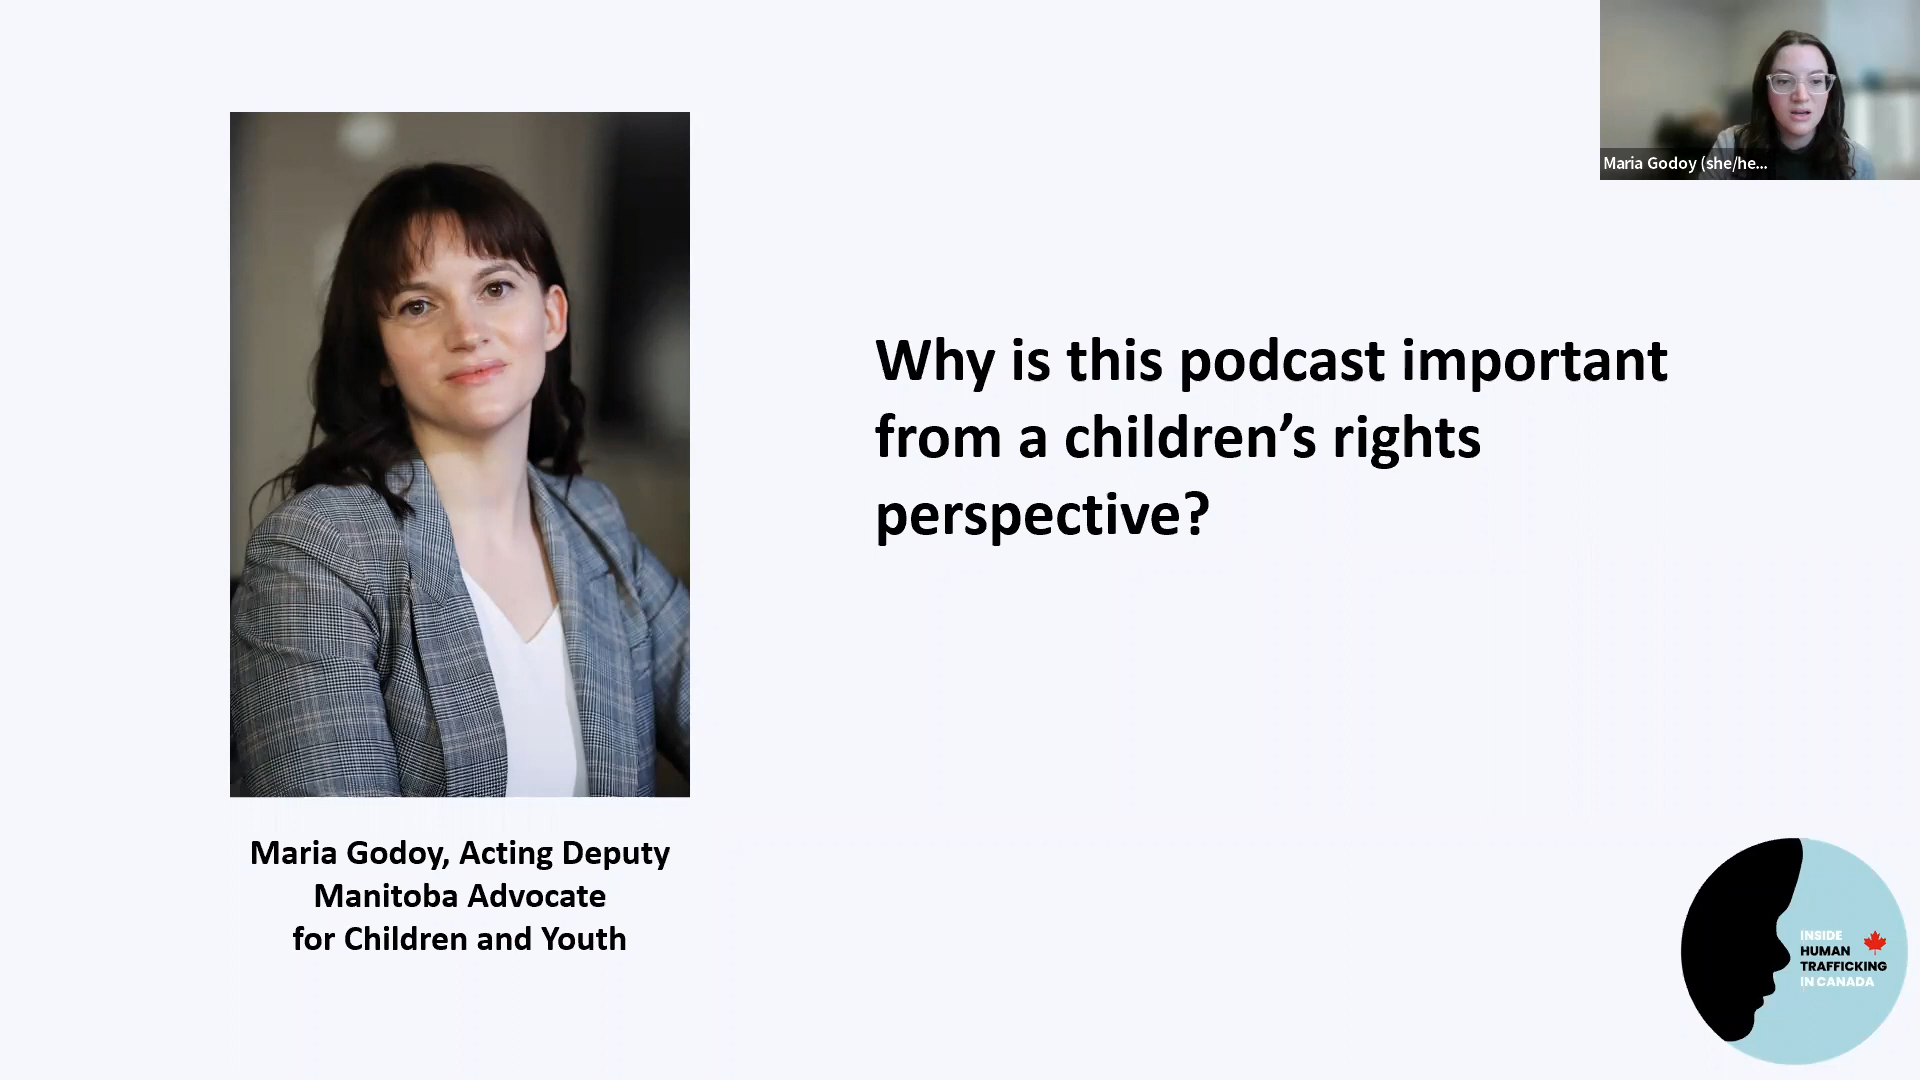 Maria Godoy (she/he...
Why is this podcast important
from a children’s rights
perspective?
Maria Godoy, Acting Deputy
Manitoba Advocate
for Children and Youth
INSIDE
HUMAN
TRAFFICKING
IN CANADA